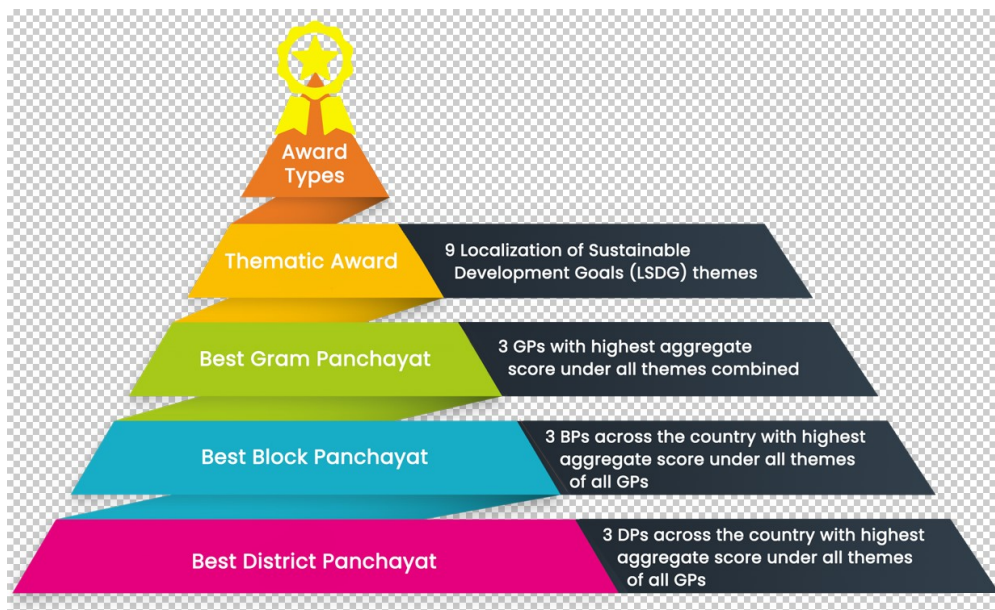 Award
Types
Thematic Award
9 Localization of Sustainable
Development Goals (LSDG) themes
Best Gram Panchayat
3 GPs with highest aggregate
score under all themes combined
Best Block Panchayat
3 BPs across the country with highest
aggregate score under all themes
of all GPs
Best District Panchayat
3 DPs across the country with highest
aggregate score under all themes
of all GPs